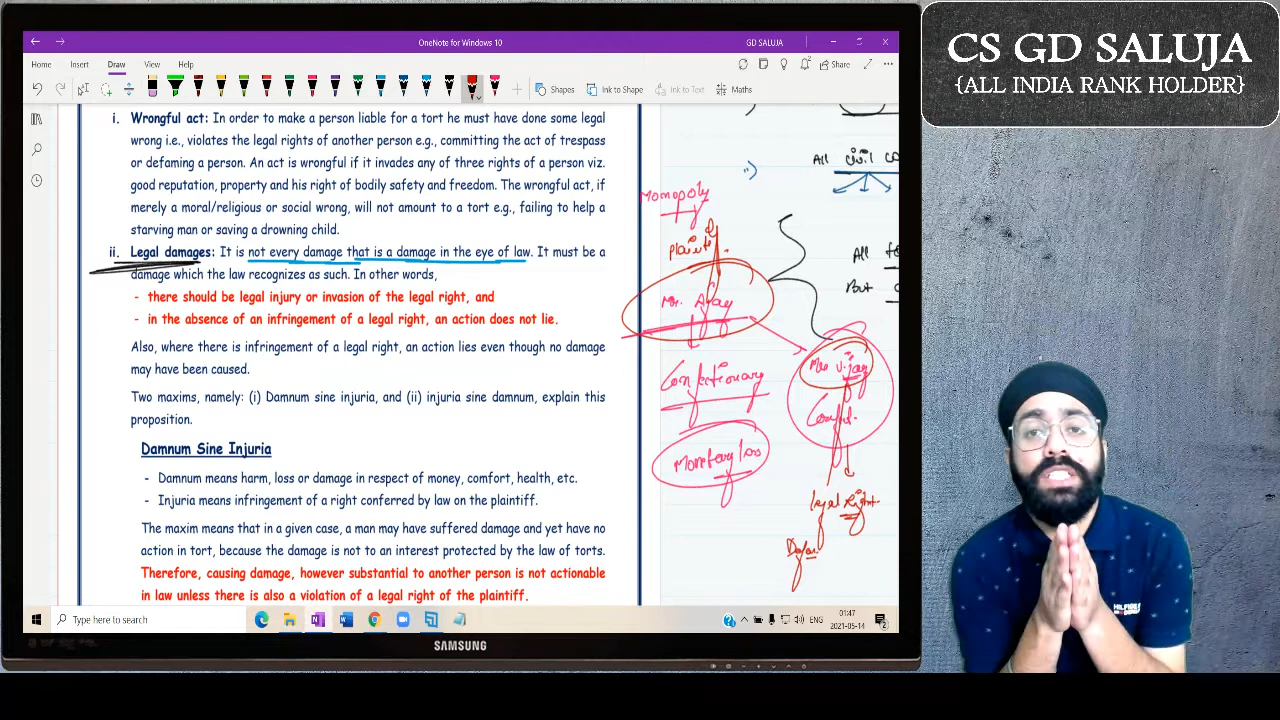 OneNote for Windows 10
GD SALUJA
CS GD SALUJA
{ALL INDIA RANK HOLDER}
Home Insert Draw View Help
Share
Shapes Ink to Shape Ink to Text Maths
i. Wrongful act: In order to make a person liable for a tort he must have done some legal
wrong i.e., violates the legal rights of another person e.g., committing the act of trespass
or defaming a person. An act is wrongful if it invades any of three rights of a person viz.
good reputation, property and his right of bodily safety and freedom. The wrongful act, if
merely a moral/religious or social wrong, will not amount to a tort e.g., failing to help a
starving man or saving a drowning child.
ii. Legal damages: It is not every damage that is a damage in the eye of law. It must be a
damage which the law recognizes as such. In other words,
- there should be legal injury or invasion of the legal right, and
- in the absence of an infringement of a legal right, an action does not lie.
Also, where there is infringement of a legal right, an action lies even though no damage
may have been caused.
Two maxims, namely: (i) Damnum sine injuria, and (ii) injuria sine damnum, explain this
proposition.
Damnum Sine Injuria
- Damnum means harm, loss or damage in respect of money, comfort, health, etc.
- Injuria means infringement of a right conferred by law on the plaintiff.
The maxim means that in a given case, a man may have suffered damage and yet have no
action in tort, because the damage is not to an interest protected by the law of torts.
Therefore, causing damage, however substantial to another person is not actionable
in law unless there is also a violation of a legal right of the plaintiff.
All civil
Monopoly
All
But
Mr. Ajay
Mr. Vijay
Confectionary
Monetary loss
legal Right
Type here to search
ENG
01:47
2021-05-14
2
SAMSUNG